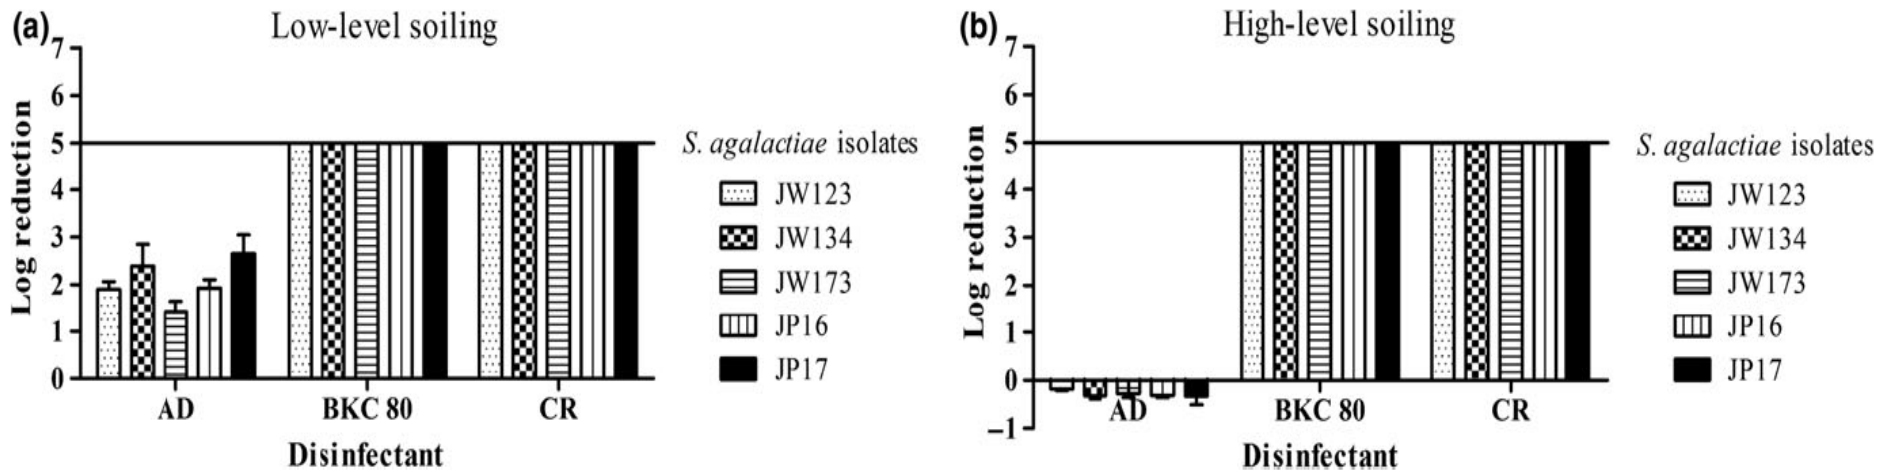 (a)
Low-level soiling
7
6
5
4
3
2
1
0
Log reduction
AD
BKC 80
CR
Disinfectant
S. agalactiae isolates
JW123
JW134
JW173
JP16
JP17
(b)
High-level soiling
7
6
5
4
3
2
1
0
−1
Log reduction
AD
BKC 80
CR
Disinfectant
S. agalactiae isolates
JW123
JW134
JW173
JP16
JP17